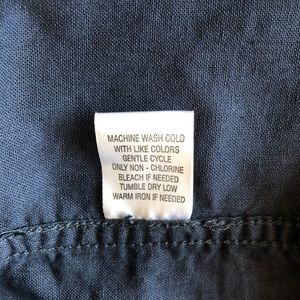 MACHINE WASH COLD
WITH LIKE COLORS
GENTLE CYCLE
ONLY NON - CHLORINE
BLEACH IF NEEDED
TUMBLE DRY LOW
WARM IRON IF NEEDED